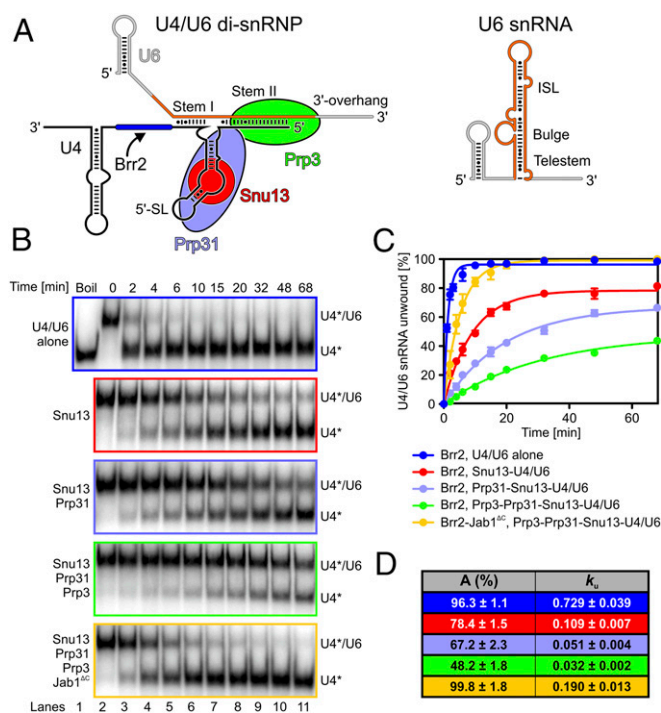 A
U4/U6 di-snRNP
U6 snRNA
U6
5'
Stem I
Stem II
3'-overhang
3'
3'
5'
U4
Brr2
Prp3
5'-SL
Snu13
Prp31
ISL
Bulge
Telestem
5'
3'
B
Time [min] Boil 0 2 4 6 10 15 20 32 48 68
U4/U6
alone
U4*/U6
U4*
Snu13
U4*/U6
U4*
Snu13
Prp31
U4*/U6
U4*
Snu13
Prp31
Prp3
U4*/U6
U4*
Snu13
Prp31
Prp3
Jab1ΔC
U4*/U6
U4*
Lanes 1 2 3 4 5 6 7 8 9 10 11
C
U4/U6 snRNA unwound [%]
100
80
60
40
20
0
0 20 40 60
Time [min]
Brr2, U4/U6 alone
Brr2, Snu13-U4/U6
Brr2, Prp31-Snu13-U4/U6
Brr2, Prp3-Prp31-Snu13-U4/U6
Brr2-Jab1ΔC, Prp3-Prp31-Snu13-U4/U6
D
A (%) ku
96.3 ± 1.1 0.729 ± 0.039
78.4 ± 1.5 0.109 ± 0.007
67.2 ± 2.3 0.051 ± 0.004
48.2 ± 1.8 0.032 ± 0.002
99.8 ± 1.8 0.190 ± 0.013